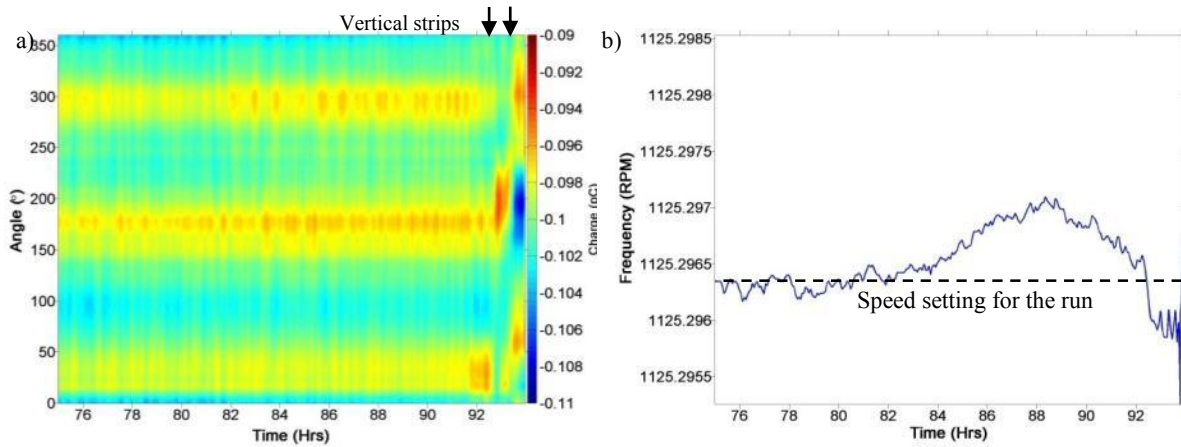 Vertical strips
a)
350
300
250
200
150
100
50
0
Angle (°)
76 78 80 82 84 86 88 90 92
Time (Hrs)
-0.09
-0.092
-0.094
-0.096
-0.098
-0.1
-0.102
-0.104
-0.106
-0.108
-0.11
Charge (pC)
b)
1125.2985
1125.298
1125.2975
1125.297
1125.2965
1125.296
1125.2955
Frequency (RPM)
Speed setting for the run
76 78 80 82 84 86 88 90 92
Time (Hrs)